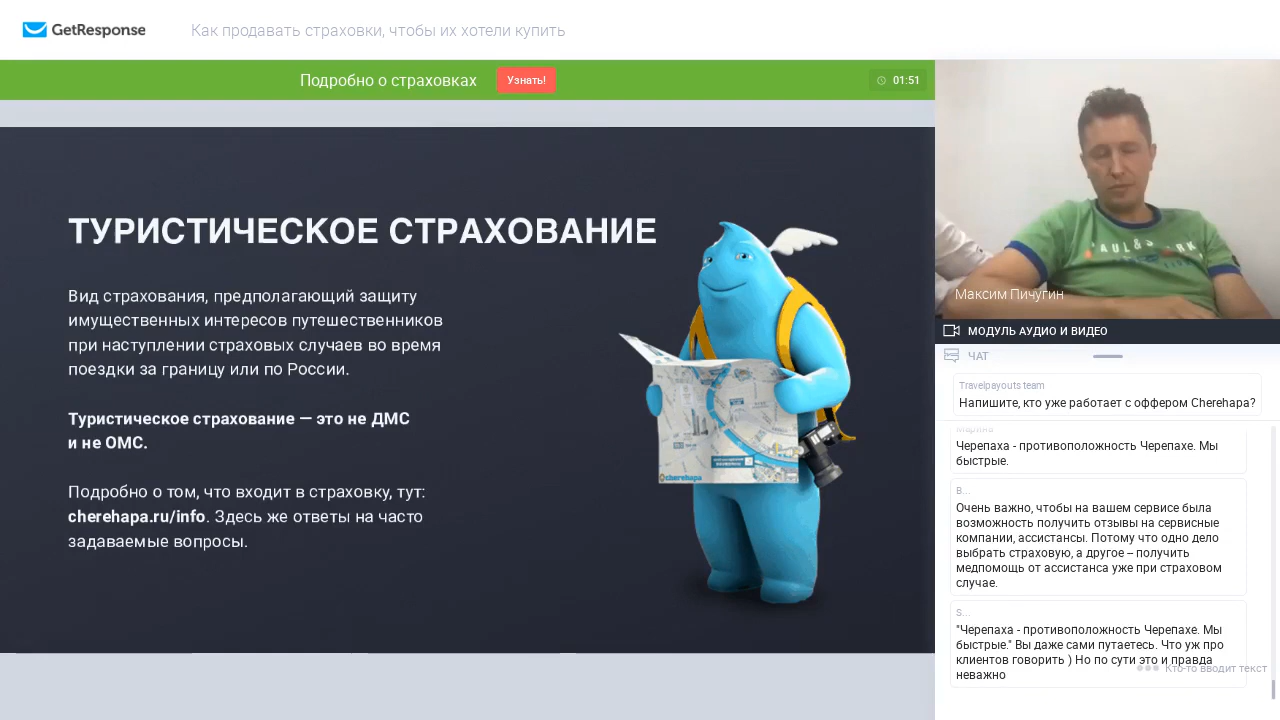 GetResponse
Как продавать страховки, чтобы их хотели купить
Подробно о страховках
Узнать!
01:51
ТУРИСТИЧЕСКОЕ СТРАХОВАНИЕ
Вид страхования, предполагающий защиту
имущественных интересов путешественников
при наступлении страховых случаев во время
поездки за границу или по России.
Туристическое страхование — это не ДМС
и не ОМС.
Подробно о том, что входит в страховку, тут:
cherehapa.ru/info. Здесь же ответы на часто
задаваемые вопросы.
cherehapa
Максим Пичугин
МОДУЛЬ АУДИО И ВИДЕО
ЧАТ
Travelpayouts team
Напишите, кто уже работает с оффером Cherehapa?
Черепаха - противоположность Черепахе. Мы
быстрые.
В...
Очень важно, чтобы на вашем сервисе была
возможность получить отзывы на сервисные
компании, ассистансы. Потому что одно дело
выбрать страховую, а другое – получить
медпомощь от ассистанса уже при страховом
случае.
S...
"Черепаха - противоположность Черепахе. Мы
быстрые." Вы даже сами путаетесь. Что уж про
клиентов говорить ) Но по сути это и правда
неважно
Кто-то вводит текст